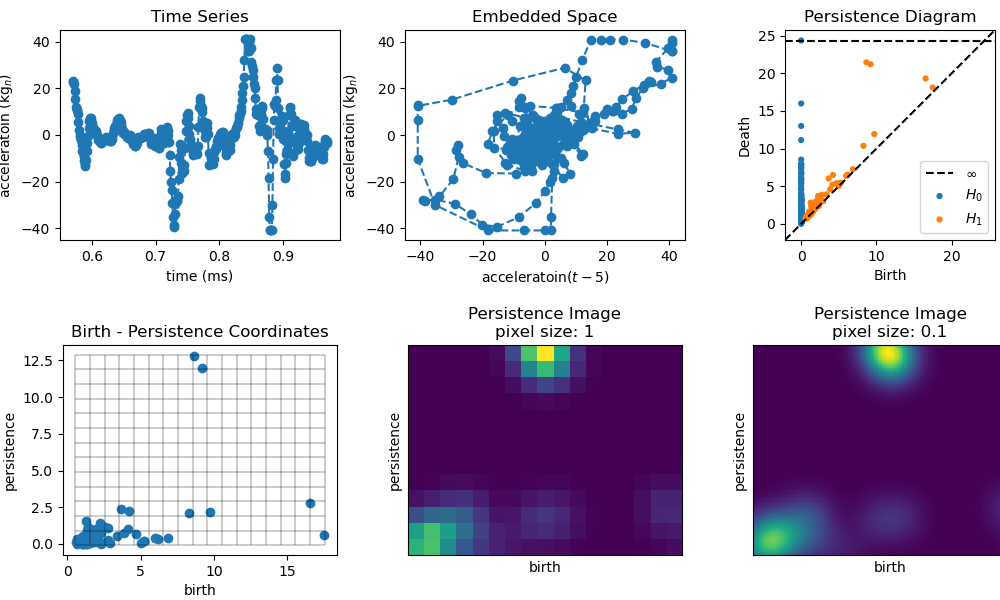 Time Series
acceleratoin (kgₙ)
40
20
0
−20
−40
0.6
0.7
0.8
0.9
time (ms)
Embedded Space
acceleratoin (kgₙ)
40
20
0
−20
−40
−40
−20
0
20
40
acceleratoin(t − 5)
Persistence Diagram
Death
25
20
15
10
5
0
0
10
20
Birth
∞
H₀
H₁
Birth - Persistence Coordinates
persistence
12.5
10.0
7.5
5.0
2.5
0.0
0
5
10
15
birth
Persistence Image
pixel size: 1
persistence
birth
Persistence Image
pixel size: 0.1
persistence
birth